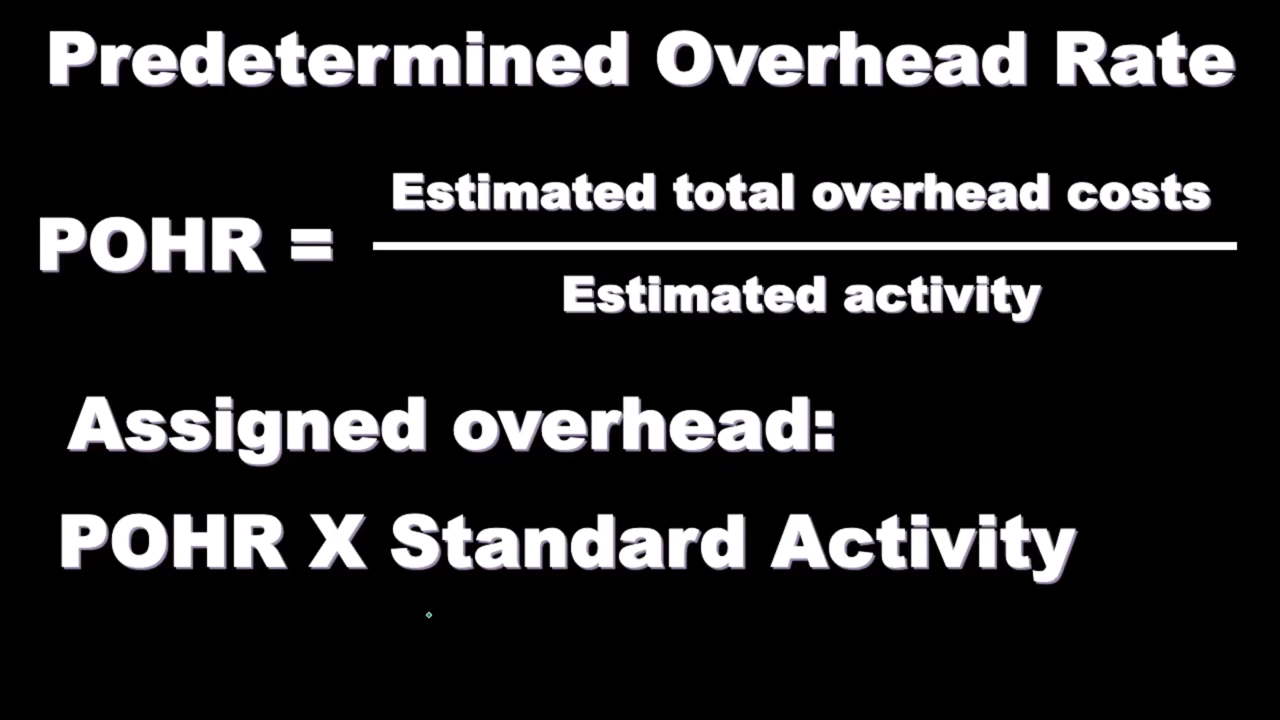 Predetermined Overhead Rate
Estimated total overhead costs
POHR =
Estimated activity
Assigned overhead:
POHR X Standard Activity